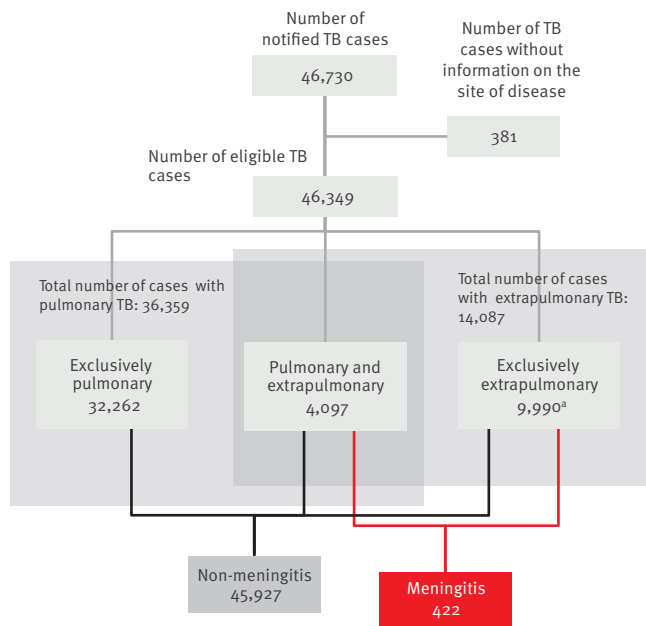 Number of
notified TB cases
46,730
Number of TB
cases without
information on the
site of disease
381
Number of eligible TB
cases
46,349
Total number of cases with
pulmonary TB: 36,359
Total number of cases
with extrapulmonary TB:
14,087
Exclusively
pulmonary
32,262
Pulmonary and
extrapulmonary
4,097
Exclusively
extrapulmonary
9,990ᵃ
Non-meningitis
45,927
Meningitis
422